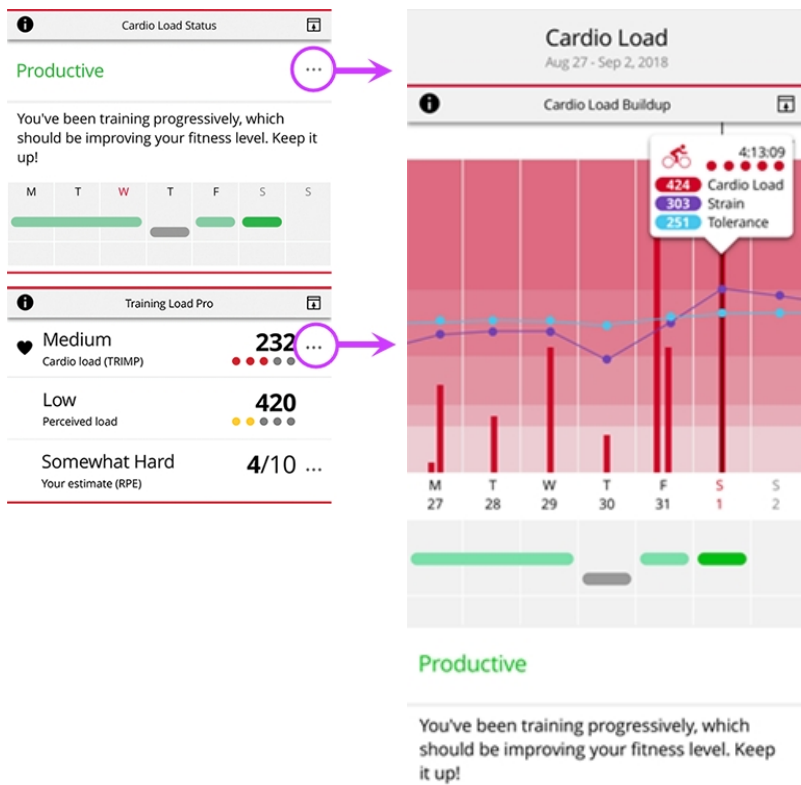 Cardio Load Status
Productive
You've been training progressively, which
should be improving your fitness level. Keep it
up!
M T W T F S S
Training Load Pro
Medium
232
Cardio load (TRIMP)
Low
420
Perceived load
Somewhat Hard
4/10
Your estimate (RPE)
Cardio Load
Aug 27 - Sep 2, 2018
Cardio Load Buildup
4:13:09
424 Cardio Load
303 Strain
251 Tolerance
M T W T F S S
27 28 29 30 31 1 2
Productive
You've been training progressively, which
should be improving your fitness level. Keep
it up!